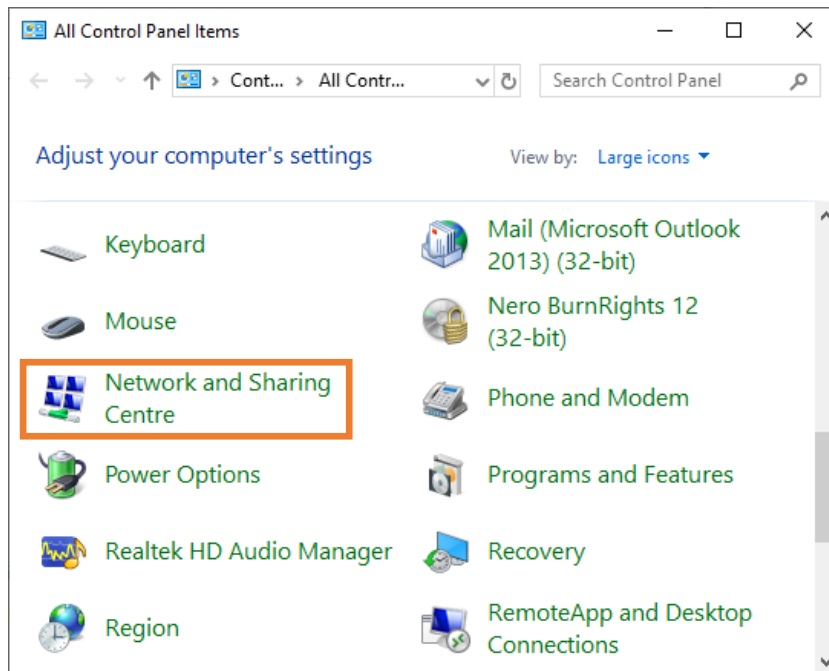 All Control Panel Items
Cont... > All Contr...
Search Control Panel
Adjust your computer's settings
View by: Large icons
Keyboard
Mail (Microsoft Outlook
2013) (32-bit)
Mouse
Nero BurnRights 12
(32-bit)
Network and Sharing
Centre
Phone and Modem
Power Options
Programs and Features
Realtek HD Audio Manager
Recovery
Region
RemoteApp and Desktop
Connections